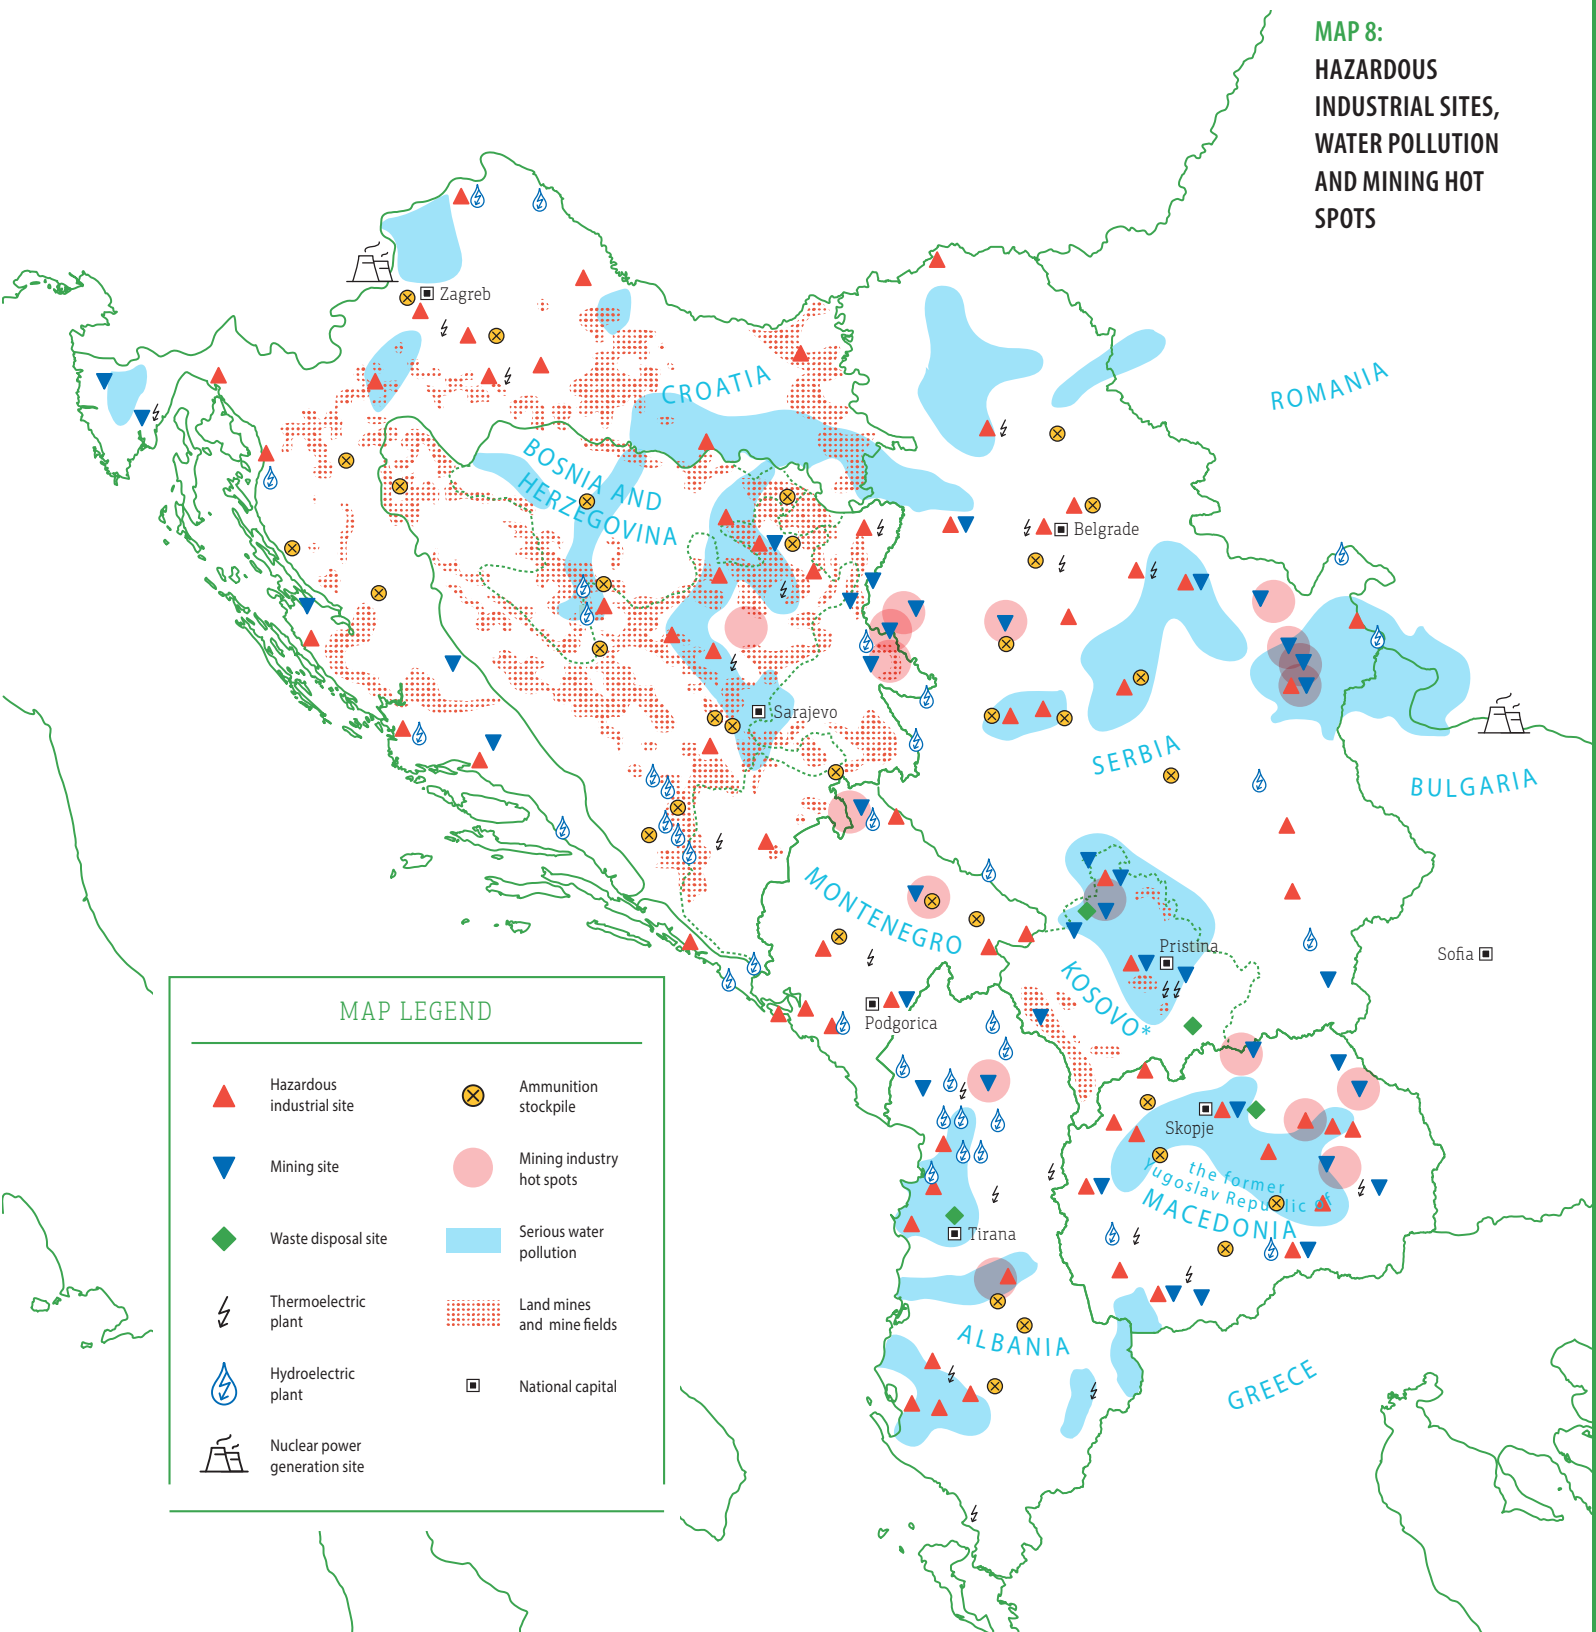 MAP 8:
HAZARDOUS
INDUSTRIAL SITES,
WATER POLLUTION
AND MINING HOT
SPOTS
Zagreb
CROATIA
ROMANIA
BOSNIA AND
HERZEGOVINA
Belgrade
Sarajevo
SERBIA
BULGARIA
MONTENEGRO
Pristina
Sofia
KOSOVO*
Podgorica
Skopje
the former
Yugoslav Republic of
MACEDONIA
Tirana
ALBANIA
GREECE
MAP LEGEND
Hazardous
industrial site
Mining site
Waste disposal site
Thermoelectric
plant
Hydroelectric
plant
Nuclear power
generation site
Ammunition
stockpile
Mining industry
hot spots
Serious water
pollution
Land mines
and mine fields
National capital